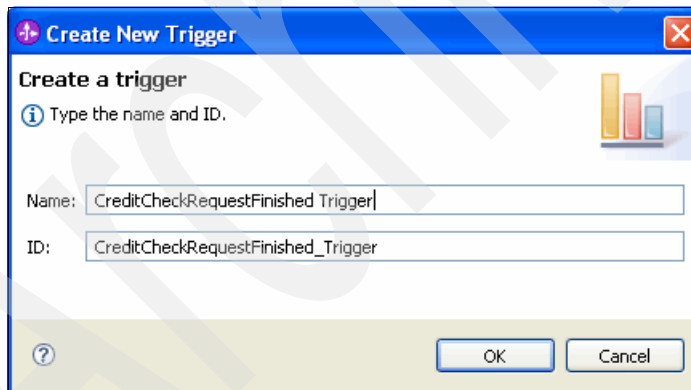 Create New Trigger
Create a trigger
Type the name and ID.
Name: CreditCheckRequestFinished Trigger
ID: CreditCheckRequestFinished_Trigger
OK Cancel